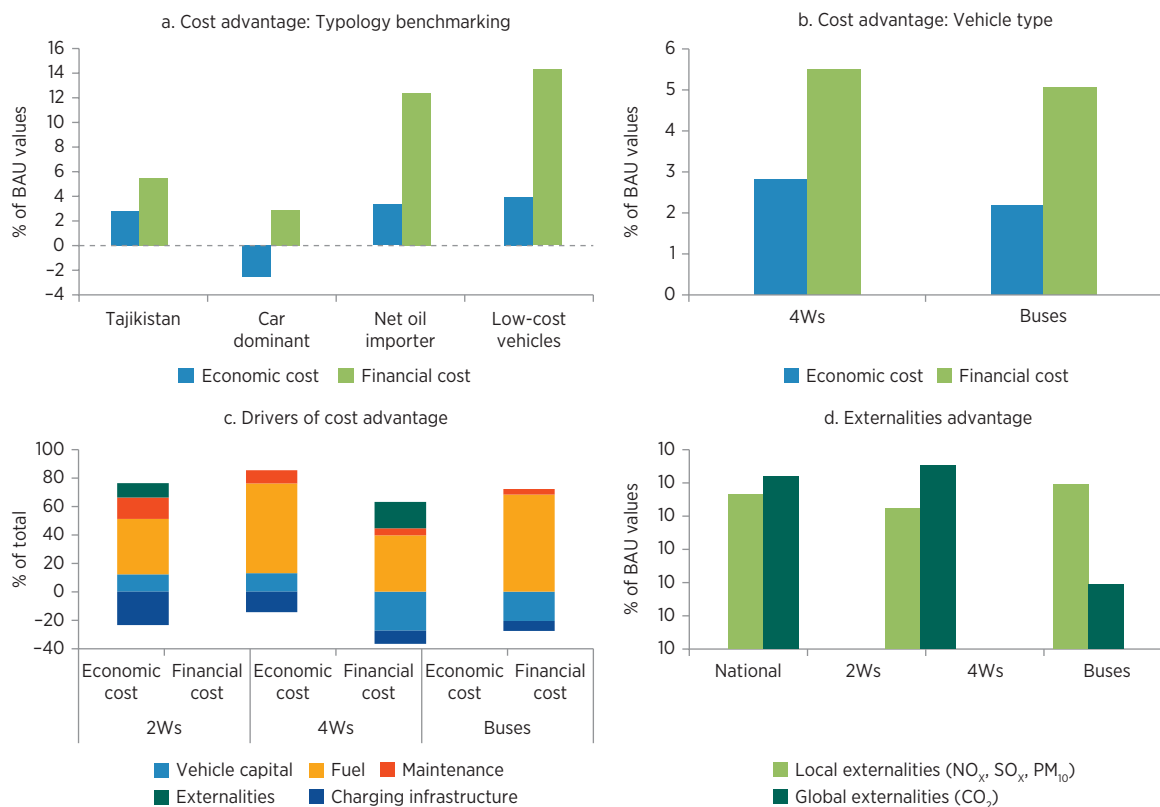 a. Cost advantage: Typology benchmarking
% of BAU values
16
14
12
10
8
6
4
2
0
−2
−4
Tajikistan
Car
dominant
Net oil
importer
Low-cost
vehicles
Economic cost
Financial cost
b. Cost advantage: Vehicle type
% of BAU values
6
5
3
2
1
0
4Ws
Buses
Economic cost
Financial cost
c. Drivers of cost advantage
% of total
100
80
60
40
20
0
−20
−40
Economic
cost
Financial
cost
Economic
cost
Financial
cost
Economic
cost
Financial
cost
2Ws
4Ws
Buses
Vehicle capital
Fuel
Maintenance
Externalities
Charging infrastructure
d. Externalities advantage
% of BAU values
10
10
10
10
10
10
10
National
2Ws
4Ws
Buses
Local externalities (NOX, SOX, PM10)
Global externalities (CO2)